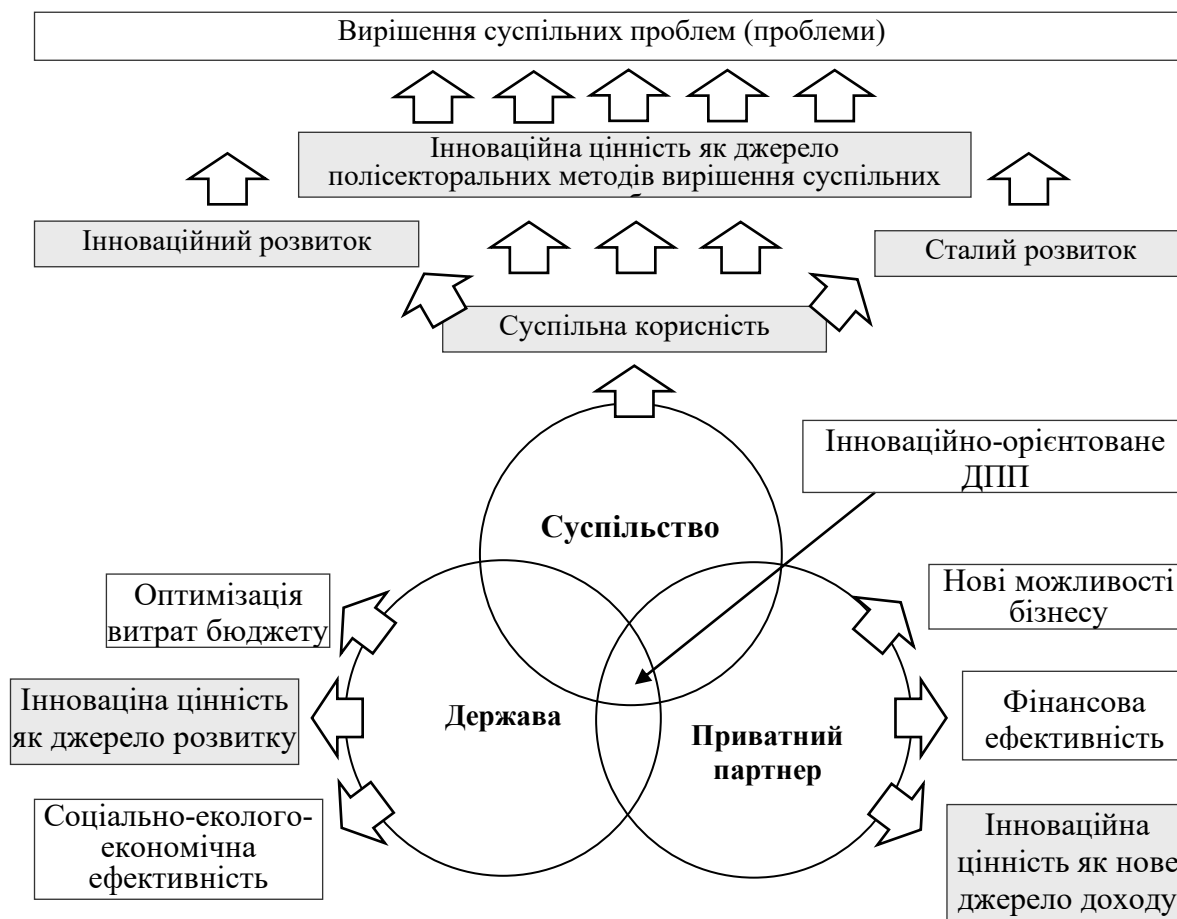 Вирішення суспільних проблем (проблеми)
Інноваційна цінність як джерело
полісекторальних методів вирішення суспільних
Інноваційний розвиток
Сталий розвиток
Суспільна корисність
Інноваційно-орієнтоване
ДПП
Суспільство
Оптимізація
витрат бюджету
Нові можливості
бізнесу
Інноваціна цінність
як джерело розвитку
Держава
Приватний
партнер
Фінансова
ефективність
Соціально-еколого-
економічна
ефективність
Інноваційна
цінність як нове
джерело доходу